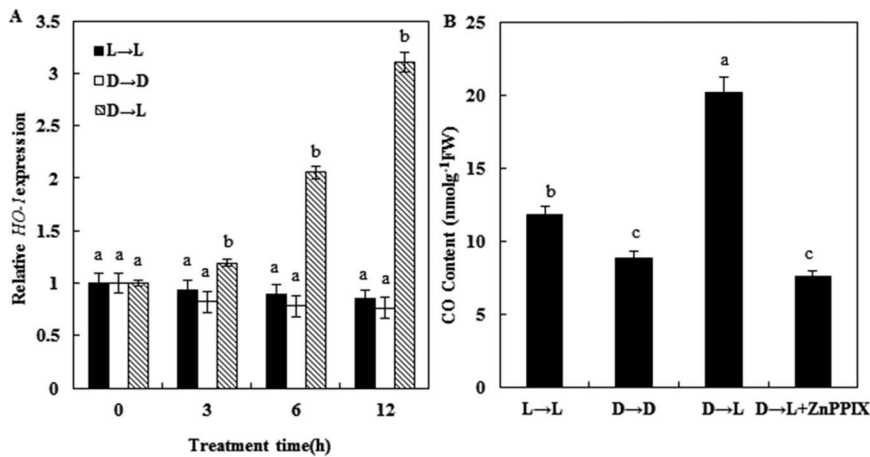 A
3.5
3
2.5
2
1.5
1
0.5
0
Relative HO-1 expression
L→L
D→D
D→L
a a a
a a b
a a b
a a b
0 3 6 12
Treatment time(h)
B
25
20
15
10
5
0
CO Content (nmolg-1FW)
b
c
a
c
L→L D→D D→L D→L+ZnPPIX